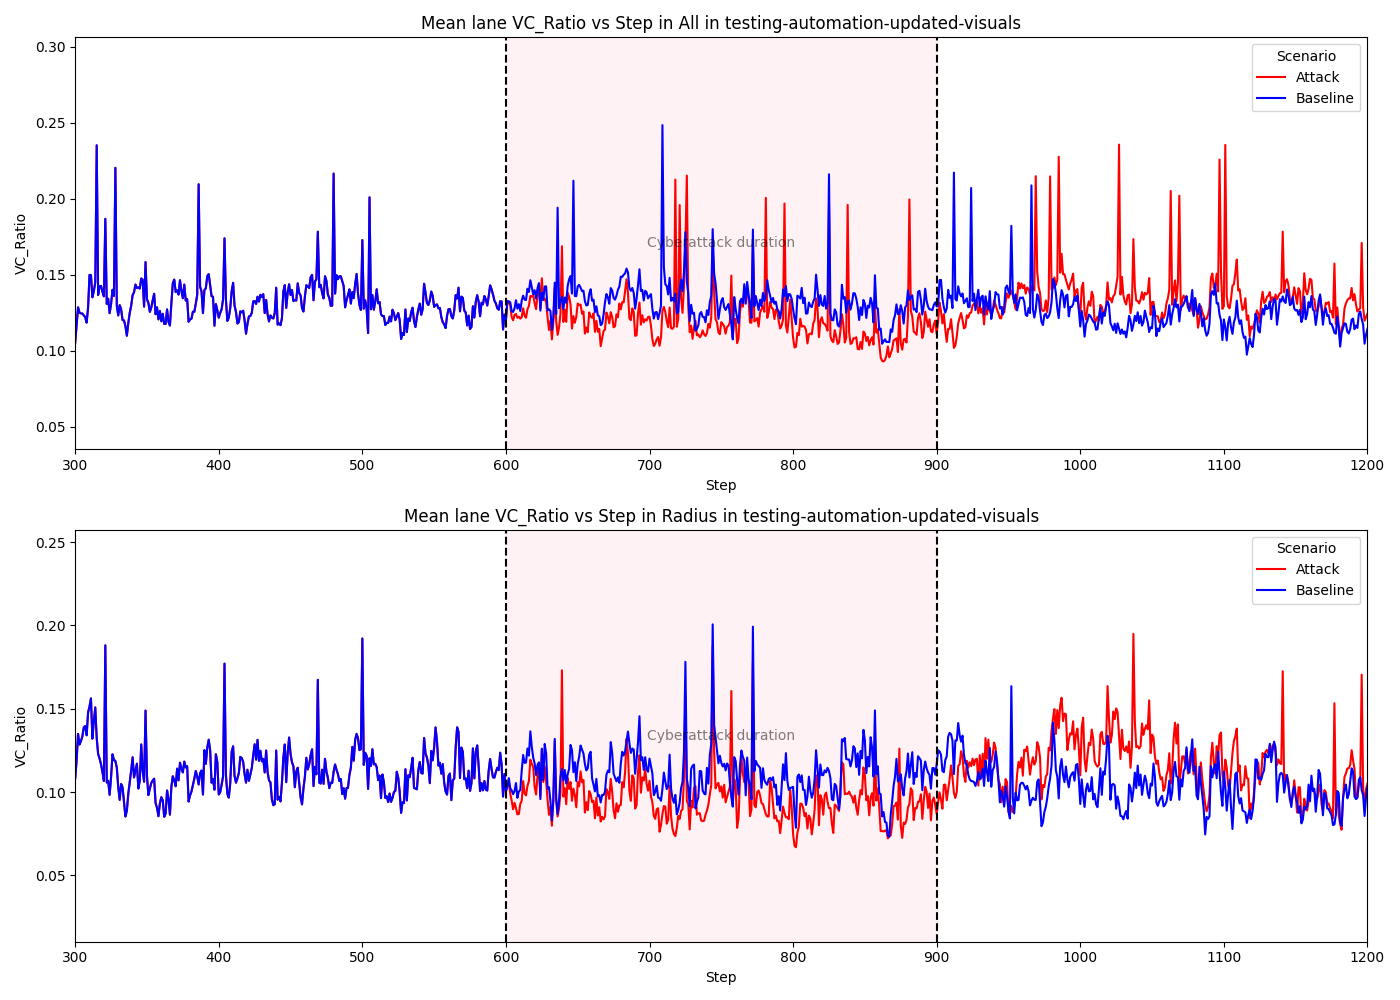 Mean lane VC_Ratio vs Step in All in testing-automation-updated-visuals
0.30
0.25
0.20
0.15
0.10
0.05
VC_Ratio
Scenario
Attack
Baseline
Cyberattack duration
300 400 500 600 700 800 900 1000 1100 1200
Step
Mean lane VC_Ratio vs Step in Radius in testing-automation-updated-visuals
0.25
0.20
0.15
0.10
0.05
VC_Ratio
Scenario
Attack
Baseline
Cyberattack duration
300 400 500 600 700 800 900 1000 1100 1200
Step